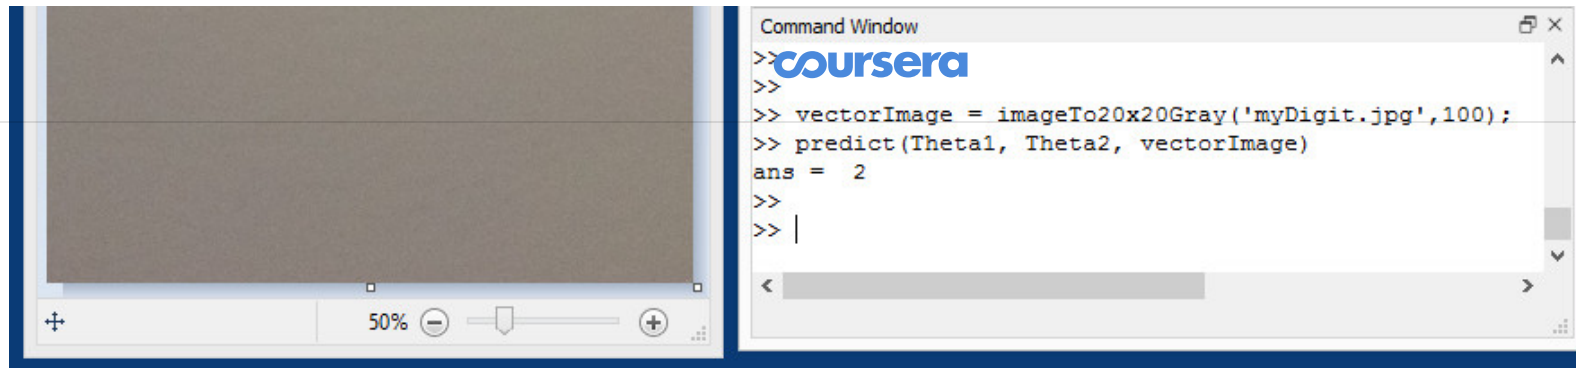 Command Window
>>
coursera
>>
>> vectorImage = imageTo20x20Gray('myDigit.jpg',100);
>> predict(Theta1, Theta2, vectorImage)
ans =  2
>>
>>
50%